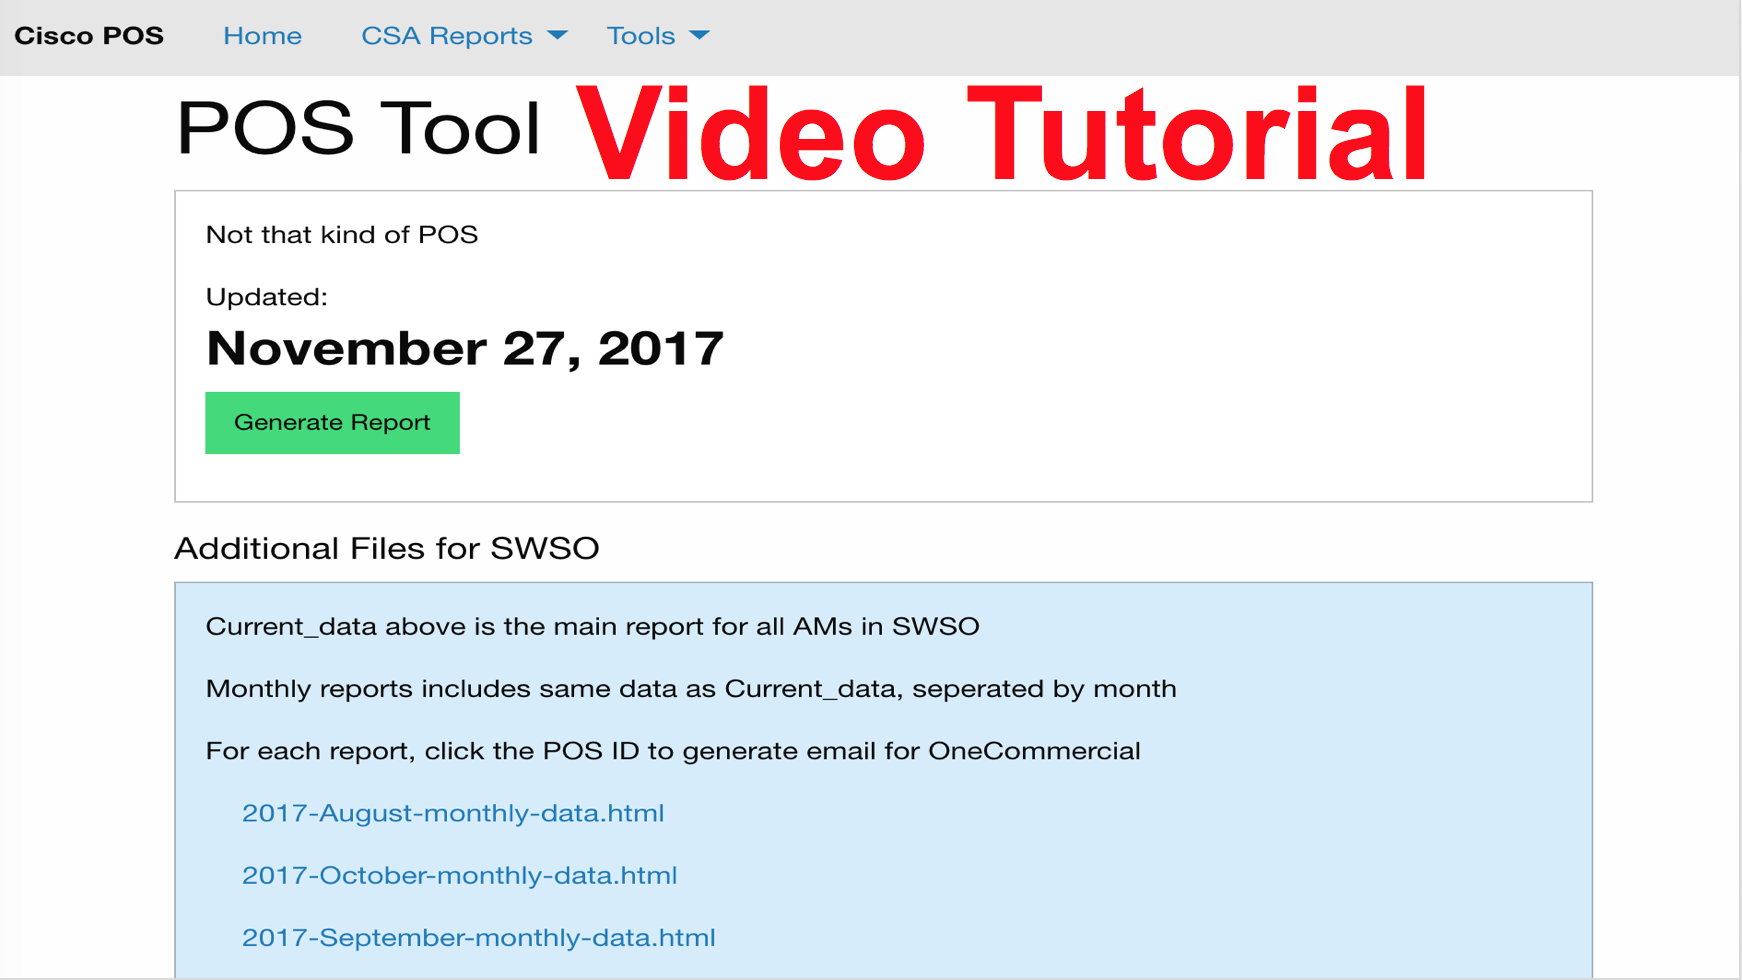 Cisco POS Home CSA Reports Tools
POS Tool Video Tutorial
Not that kind of POS
Updated:
November 27, 2017
Generate Report
Additional Files for SWSO
Current_data above is the main report for all AMs in SWSO
Monthly reports includes same data as Current_data, seperated by month
For each report, click the POS ID to generate email for OneCommercial
2017-August-monthly-data.html
2017-October-monthly-data.html
2017-September-monthly-data.html